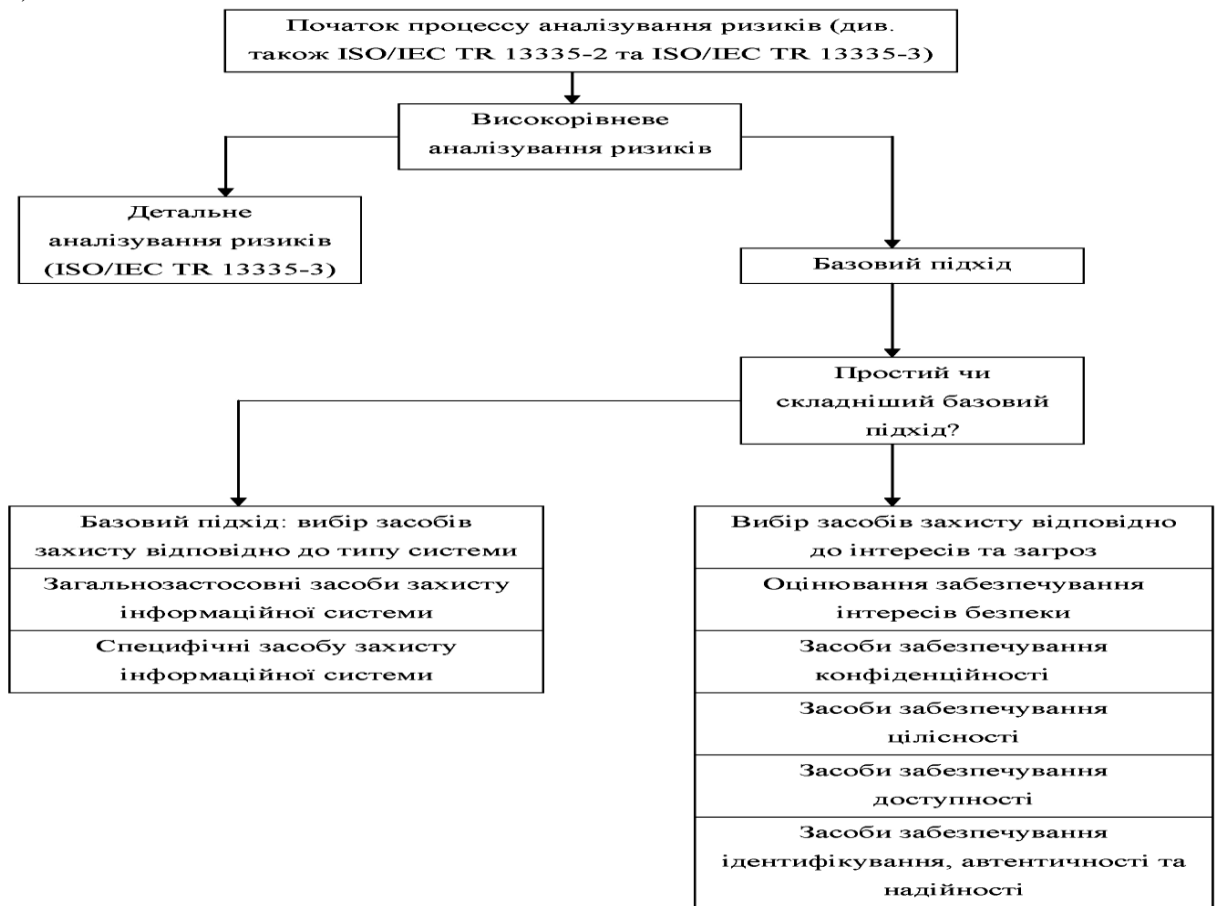 Початок процессу аналізування ризиків (див.
також ISO/IEC TR 13335-2 та ISO/IEC TR 13335-3)
Високорівневе
аналізування ризиків
Детальне
аналізування ризиків
(ISO/IEC TR 13335-3)
Базовий підхід
Простий чи
складніший базовий
підхід?
Базовий підхід: вибір засобів
захисту відповідно до типу системи
Загальнозастосовні засоби захисту
інформаційної системи
Специфічні засобу захисту
інформаційної системи
Вибір засобів захисту відповідно
до інтересів та загроз
Оцінювання забезпечування
інтересів безпеки
Засоби забезпечування
конфіденційності
Засоби забезпечування
цілісності
Засоби забезпечування
доступності
Засоби забезпечування
ідентифікування, автентичності та
надійності